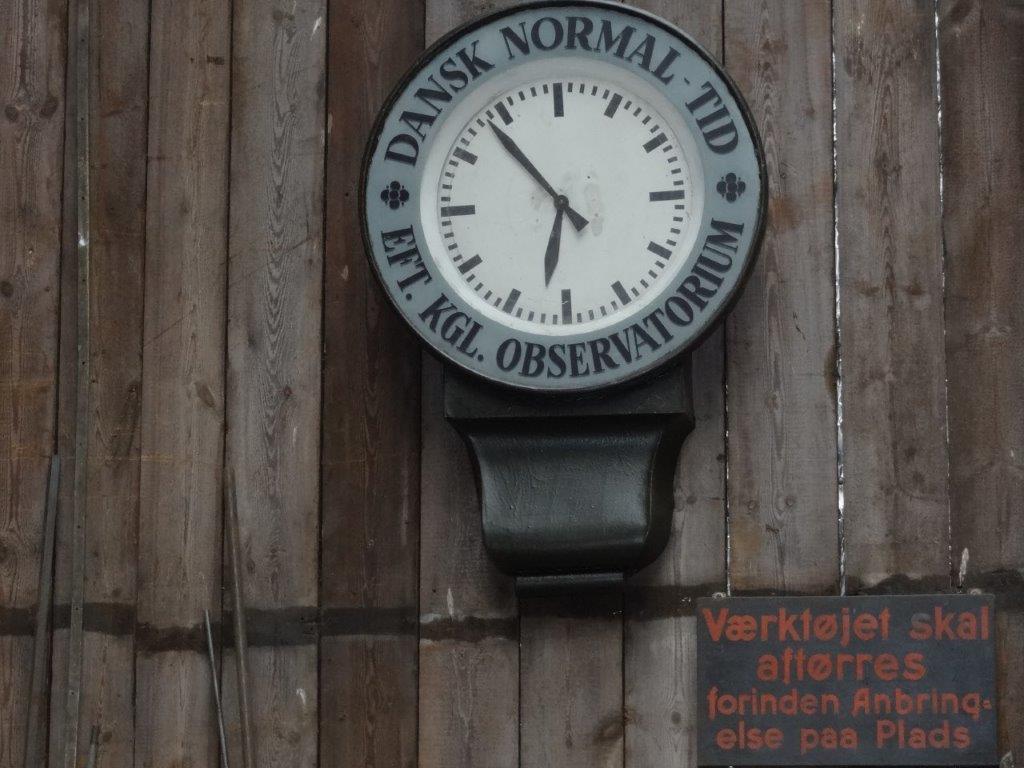 DANSK NORMAL-TID
EFT. KGL. OBSERVATORIUM
Værktøjet skal
aftørres
forinden Anbring-
else paa Plads